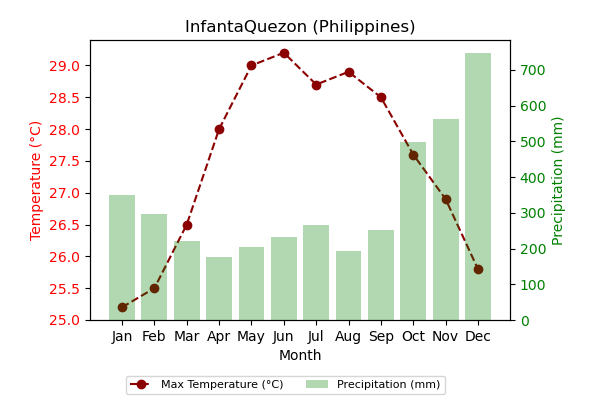 InfantaQuezon (Philippines)
Temperature (°C)
29.0
28.5
28.0
27.5
27.0
26.5
26.0
25.5
25.0
Precipitation (mm)
700
600
500
400
300
200
100
0
Jan Feb Mar Apr May Jun Jul Aug Sep Oct Nov Dec
Month
Max Temperature (°C) Precipitation (mm)